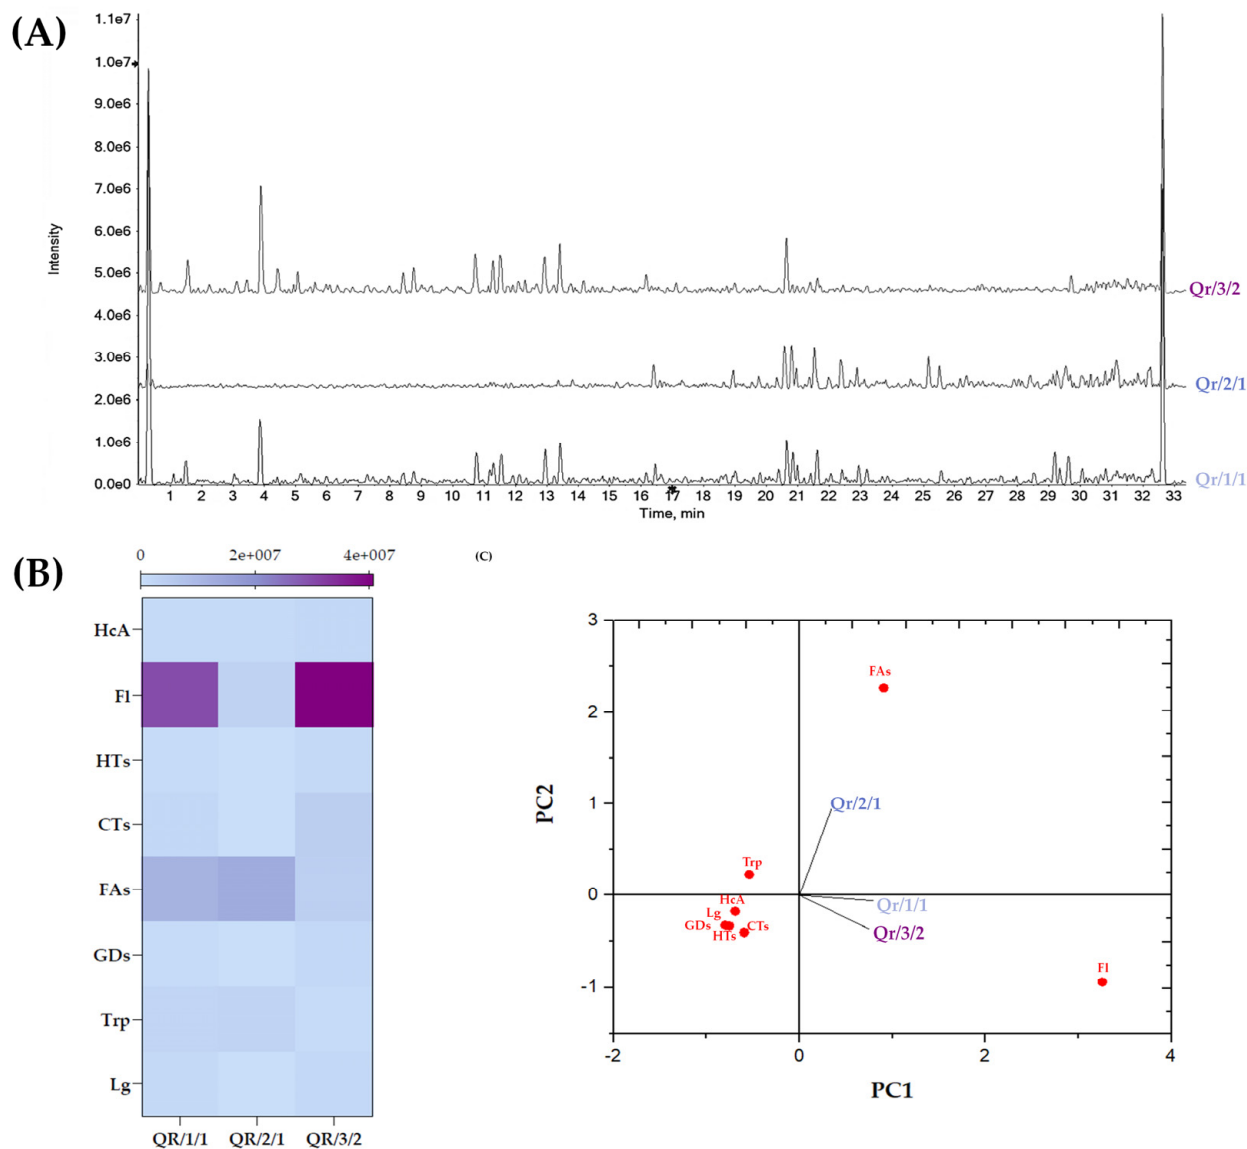 (A)
1.1e7
1.0e7
9.0e6
8.0e6
7.0e6
6.0e6
5.0e6
4.0e6
3.0e6
2.0e6
1.0e6
0.0e0
Intensity
Qr/3/2
Qr/2/1
Qr/1/1
1 2 3 4 5 6 7 8 9 10 11 12 13 14 15 16 17 18 19 20 21 22 23 24 25 26 27 28 29 30 31 32 33
Time, min
(B)
0 2e+007 4e+007
HcA
Fl
HTs
CTs
FAs
GDs
Trp
Lg
QR/1/1 QR/2/1 QR/3/2
(C)
3
2
1
0
-1
PC2
FAs
Qr/2/1
Trp
HcA
Qr/1/1
Lg
GDs
CTs
HTs
Qr/3/2
Fl
-2 0 2 4
PC1